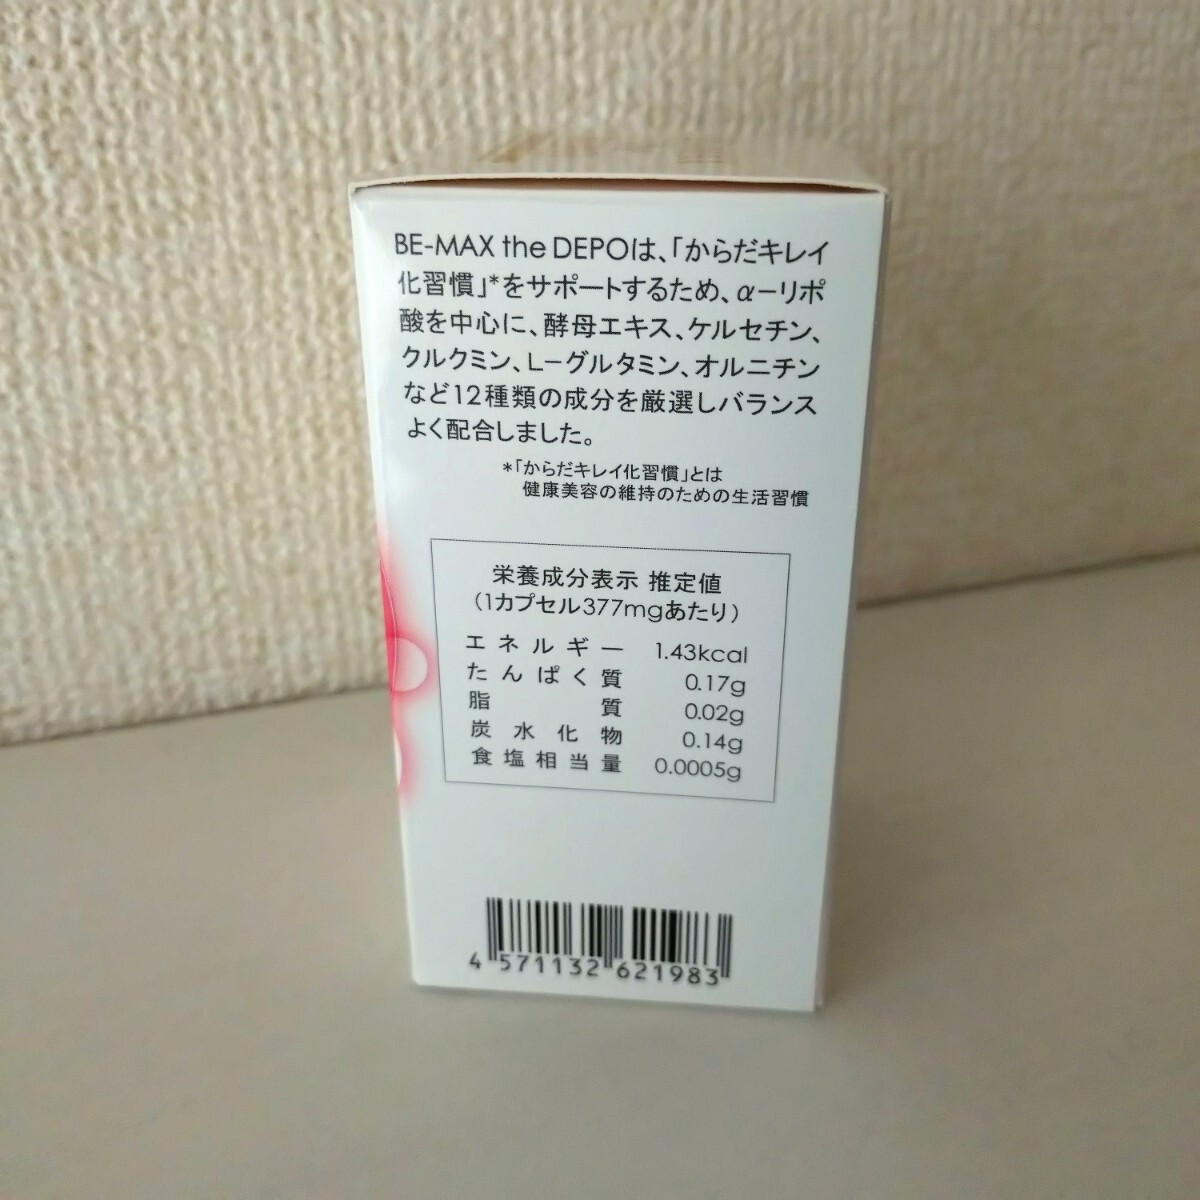 BE-MAX the DEPOは、「からだキレイ
化習慣」*をサポートするため、α−リポ
酸を中心に、酵母エキス、ケルセチン、
クルクミン、L−グルタミン、オルニチン
など12種類の成分を厳選しバランス
よく配合しました。
*「からだキレイ化習慣」とは
健康美容の維持のための生活習慣
栄養成分表示 推定値
（1カプセル377mgあたり）
エネルギー 1.43kcal
たんぱく質 0.17g
脂質 0.02g
炭水化物 0.14g
食塩相当量 0.0005g
4 571132 621983